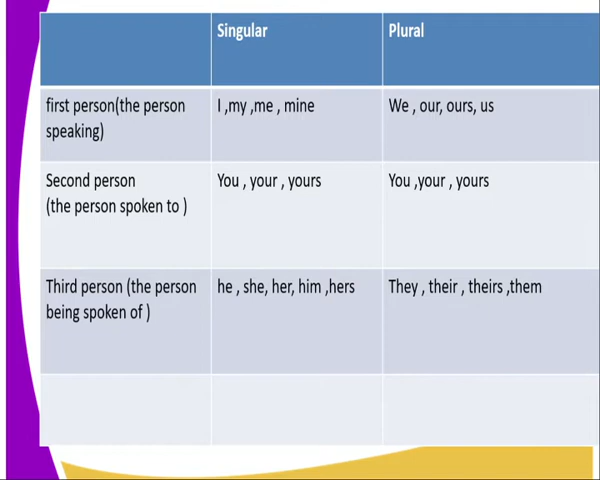 Singular Plural
first person(the person I ,my ,me , mine We , our, ours, us
speaking)
Second person You , your , yours You ,your , yours
(the person spoken to )
Third person (the person he , she, her, him ,hers They , their , theirs ,them
being spoken of )